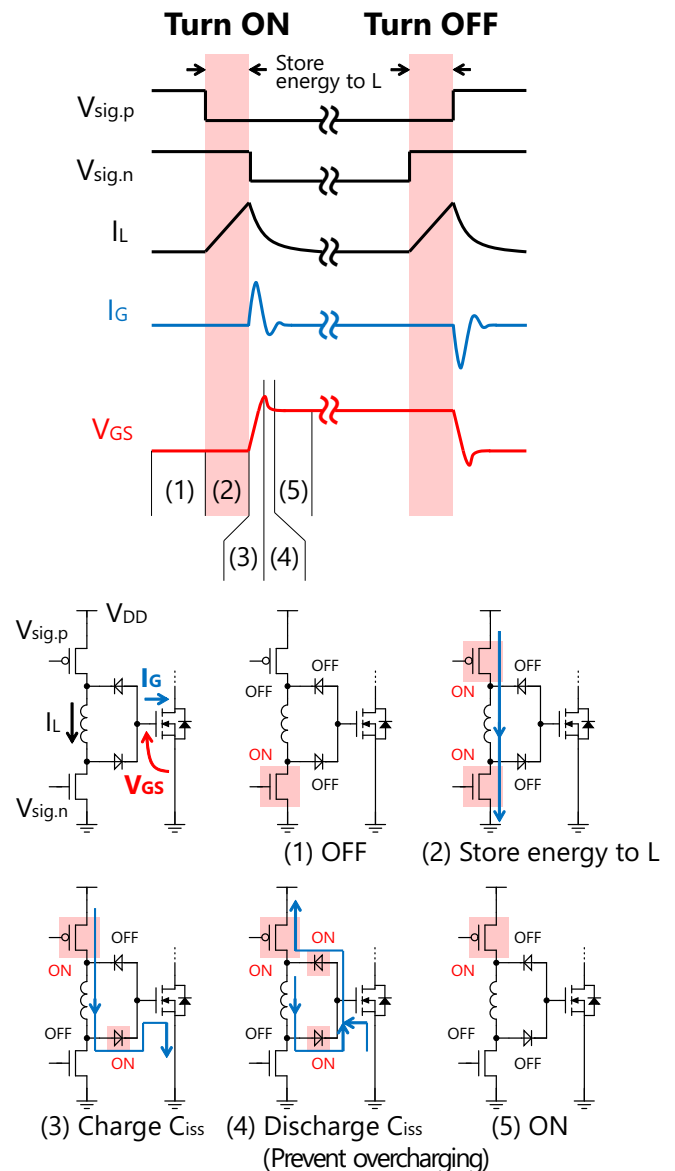 Turn ON Turn OFF
Store
energy to L
Vsig.p
Vsig.n
IL
IG
VGS
(1) (2) (5)
(3) (4)
VDD
Vsig.p
IG
IL
VGS
Vsig.n
OFF
OFF
ON
OFF
(1) OFF
OFF
ON
ON
OFF
(2) Store energy to L
OFF
ON
OFF
ON
(3) Charge Ciss
ON
ON
OFF
ON
(4) Discharge Ciss
(Prevent overcharging)
OFF
ON
OFF
OFF
(5) ON